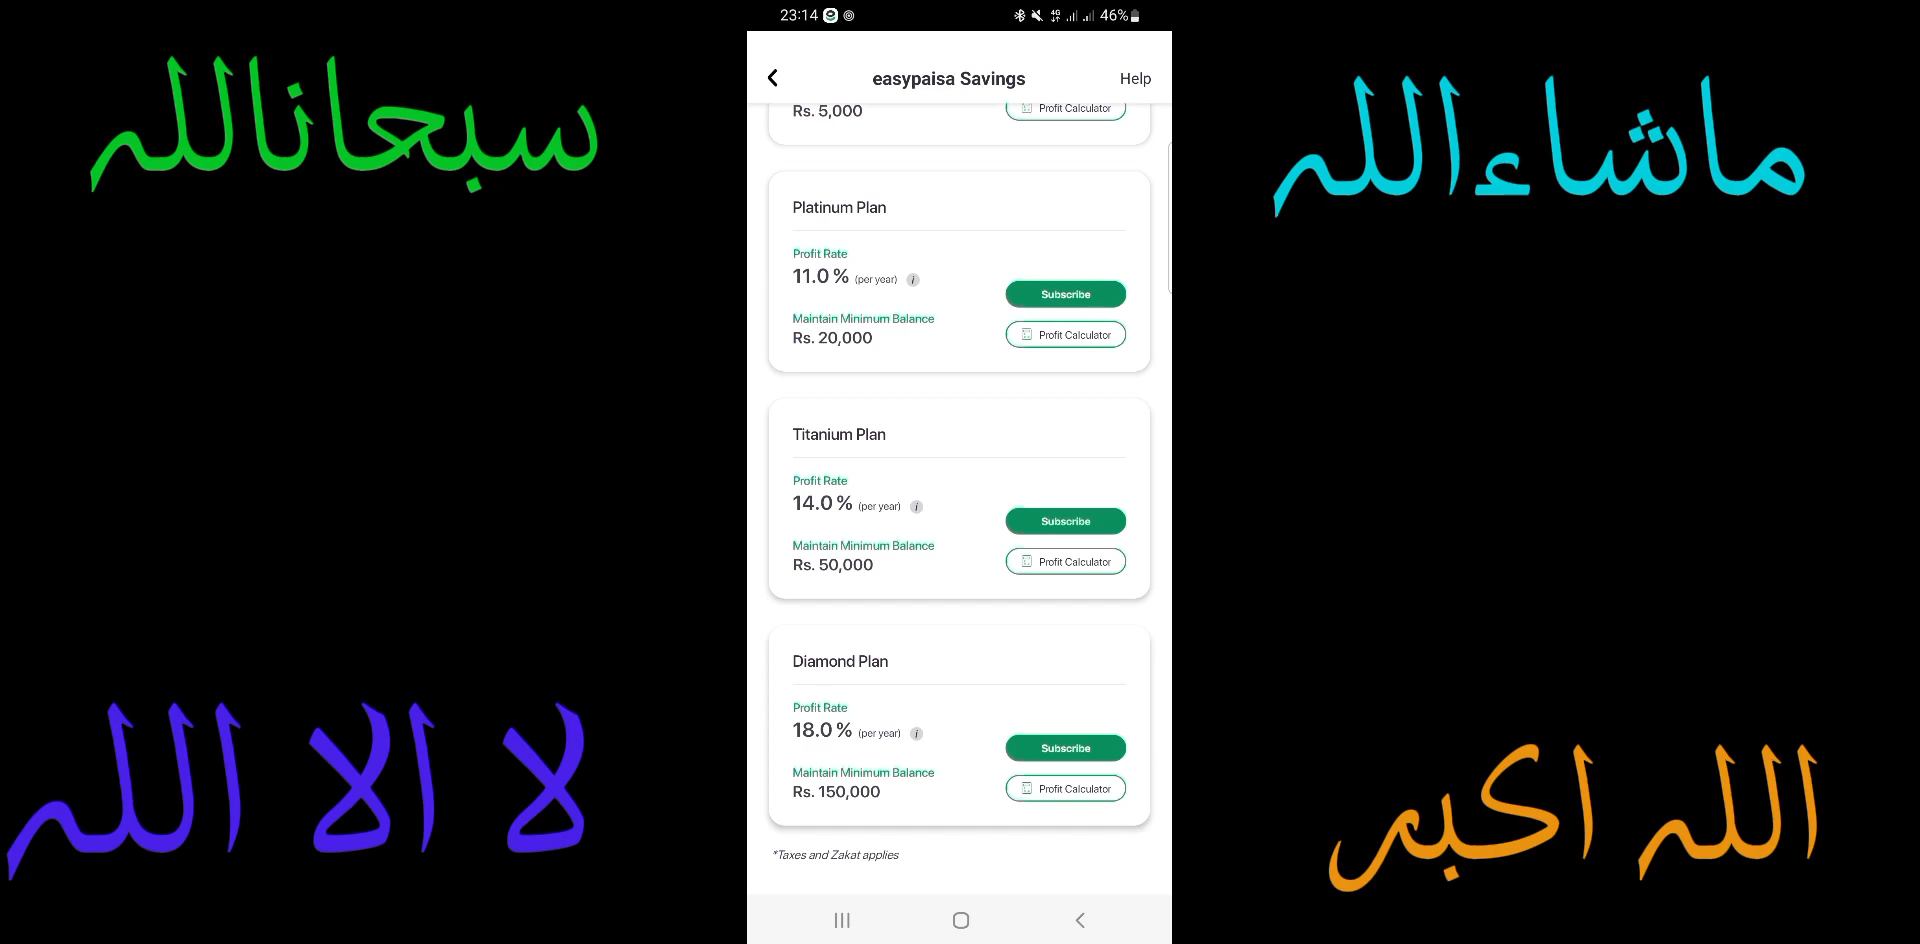 سبحانالله
ماشاءالله
23:14
4G
46%
easypaisa Savings
Help
Rs. 5,000
Profit Calculator
Platinum Plan
Profit Rate
11.0 % (per year) i
Subscribe
Maintain Minimum Balance
Rs. 20,000
Profit Calculator
Titanium Plan
Profit Rate
14.0 % (per year) i
Subscribe
Maintain Minimum Balance
Rs. 50,000
Profit Calculator
Diamond Plan
Profit Rate
18.0 % (per year) i
Subscribe
Maintain Minimum Balance
Rs. 150,000
Profit Calculator
*Taxes and Zakat applies
لا الا الله
الله اکبر